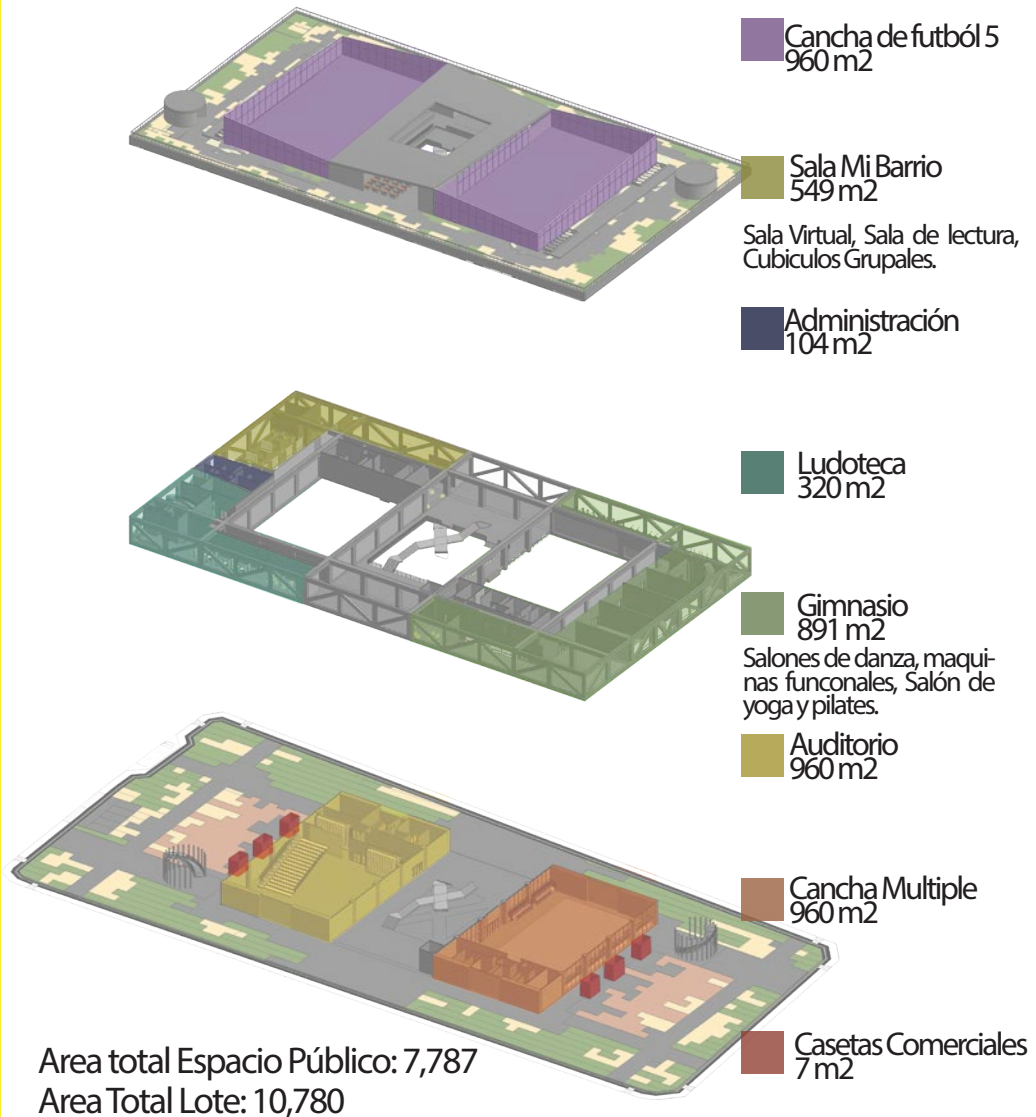 Cancha de futból 5
960 m2
Sala Mi Barrio
549 m2
Sala Virtual, Sala de lectura,
Cubiculos Grupales.
Administración
104 m2
Ludoteca
320 m2
Gimnasio
891 m2
Salones de danza, maqui-
nas funconales, Salón de
yoga y pilates.
Auditorio
960 m2
Cancha Multiple
960 m2
Casetas Comerciales
7 m2
Area total Espacio Público: 7,787
Area Total Lote: 10,780